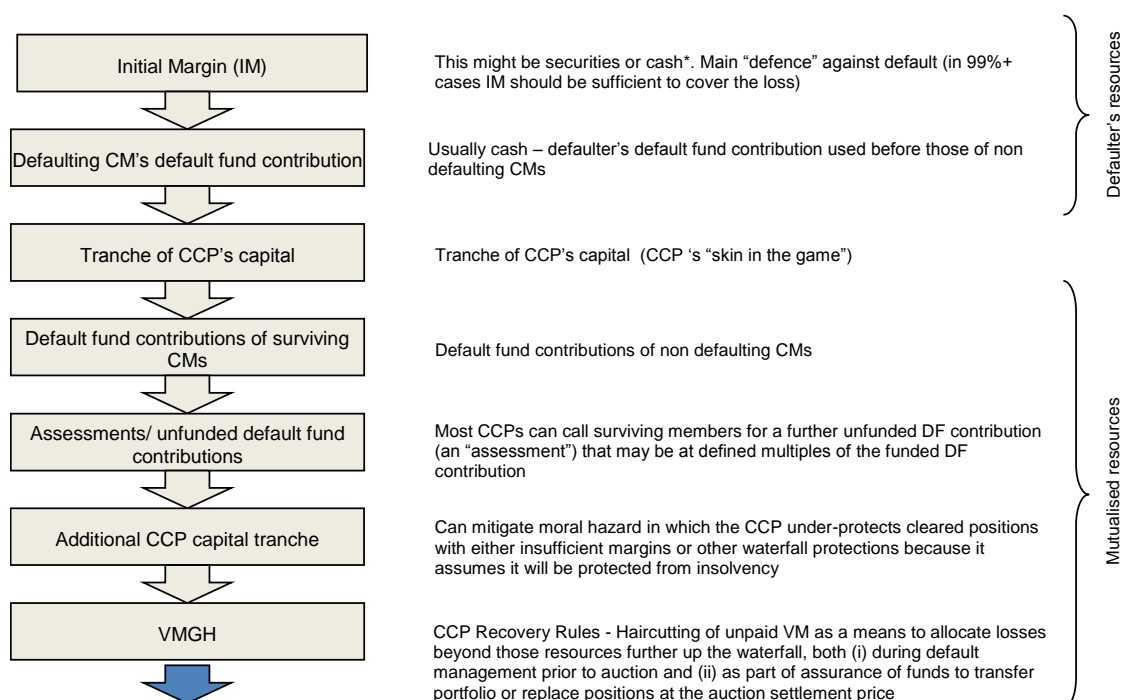 Initial Margin (IM)
This might be securities or cash*. Main “defence” against default (in 99%+
cases IM should be sufficient to cover the loss)
Defaulter’s resources
Defaulting CM’s default fund contribution
Usually cash – defaulter’s default fund contribution used before those of non
defaulting CMs
Tranche of CCP’s capital
Tranche of CCP’s capital (CCP ‘s “skin in the game”)
Default fund contributions of surviving
CMs
Default fund contributions of non defaulting CMs
Assessments/ unfunded default fund
contributions
Most CCPs can call surviving members for a further unfunded DF contribution
(an “assessment”) that may be at defined multiples of the funded DF
contribution
Mutualised resources
Additional CCP capital tranche
Can mitigate moral hazard in which the CCP under-protects cleared positions
with either insufficient margins or other waterfall protections because it
assumes it will be protected from insolvency
VMGH
CCP Recovery Rules - Haircutting of unpaid VM as a means to allocate losses
beyond those resources further up the waterfall, both (i) during default
management prior to auction and (ii) as part of assurance of funds to transfer
portfolio or replace positions at the auction settlement price